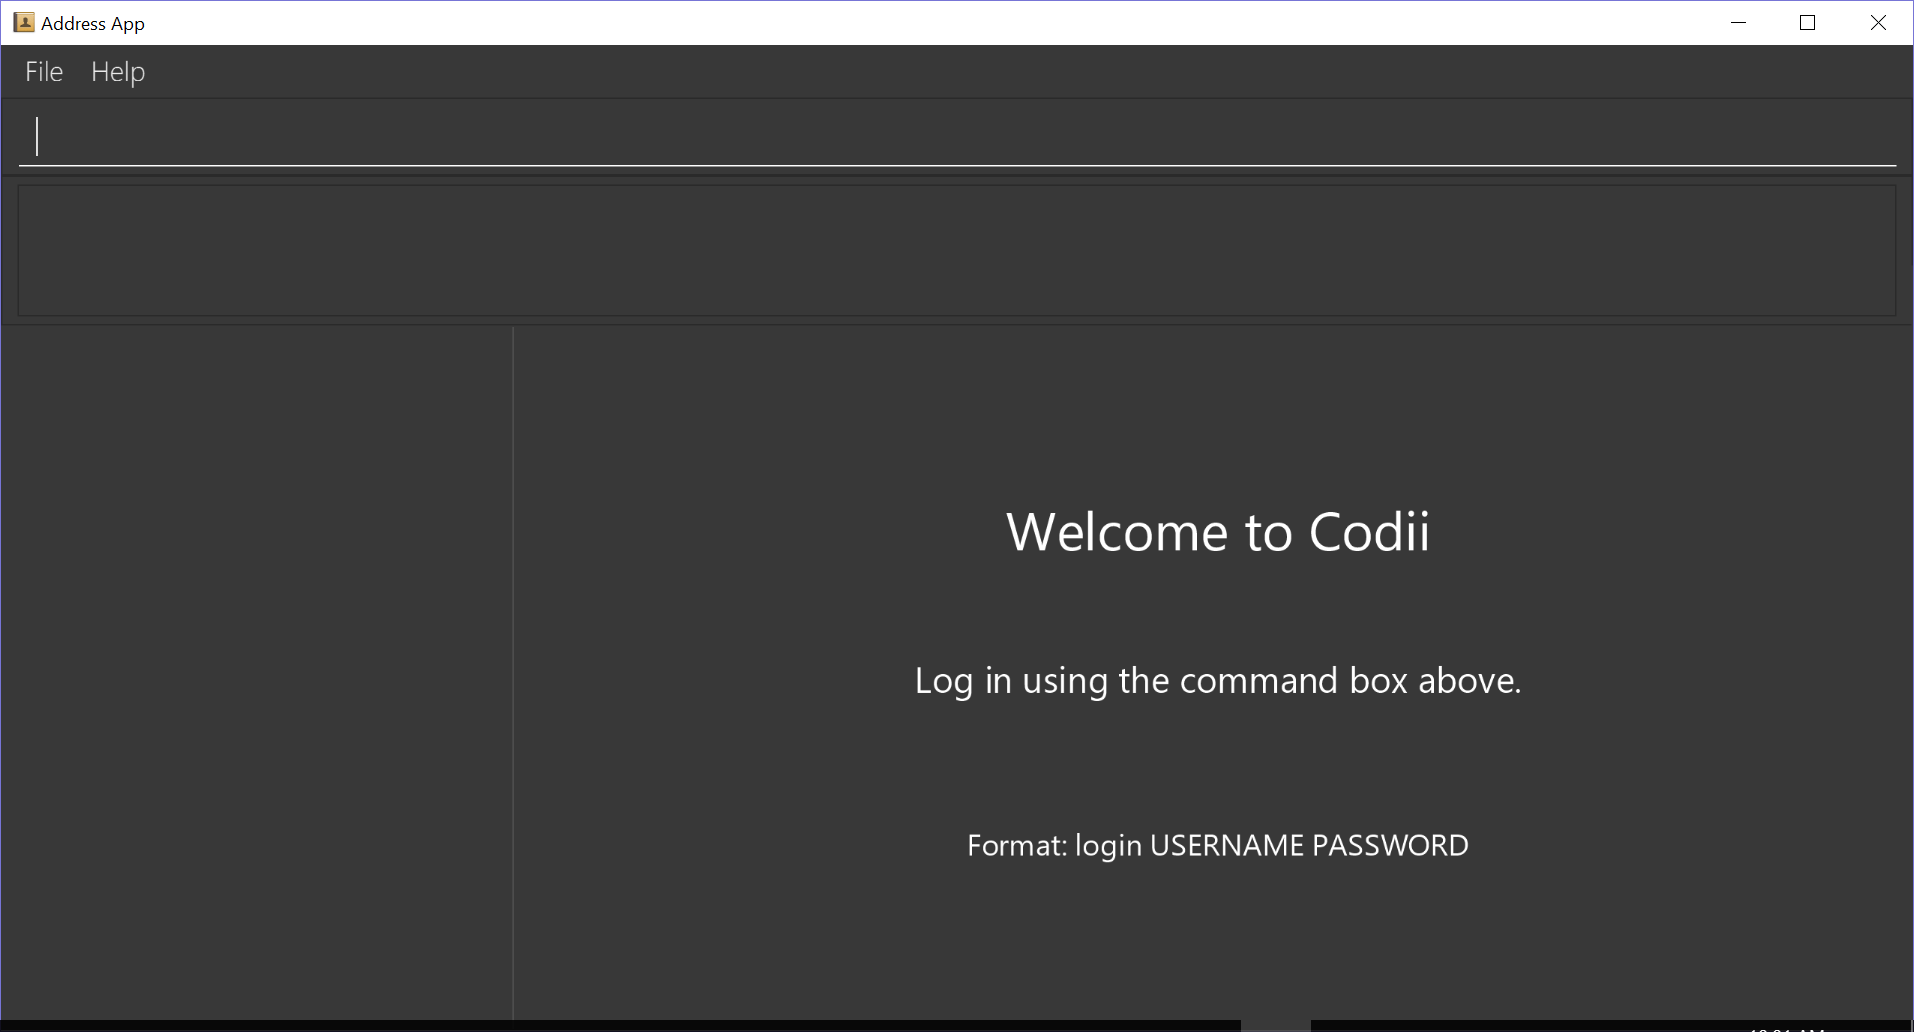 Address App
File Help
Welcome to Codii
Log in using the command box above.
Format: login USERNAME PASSWORD